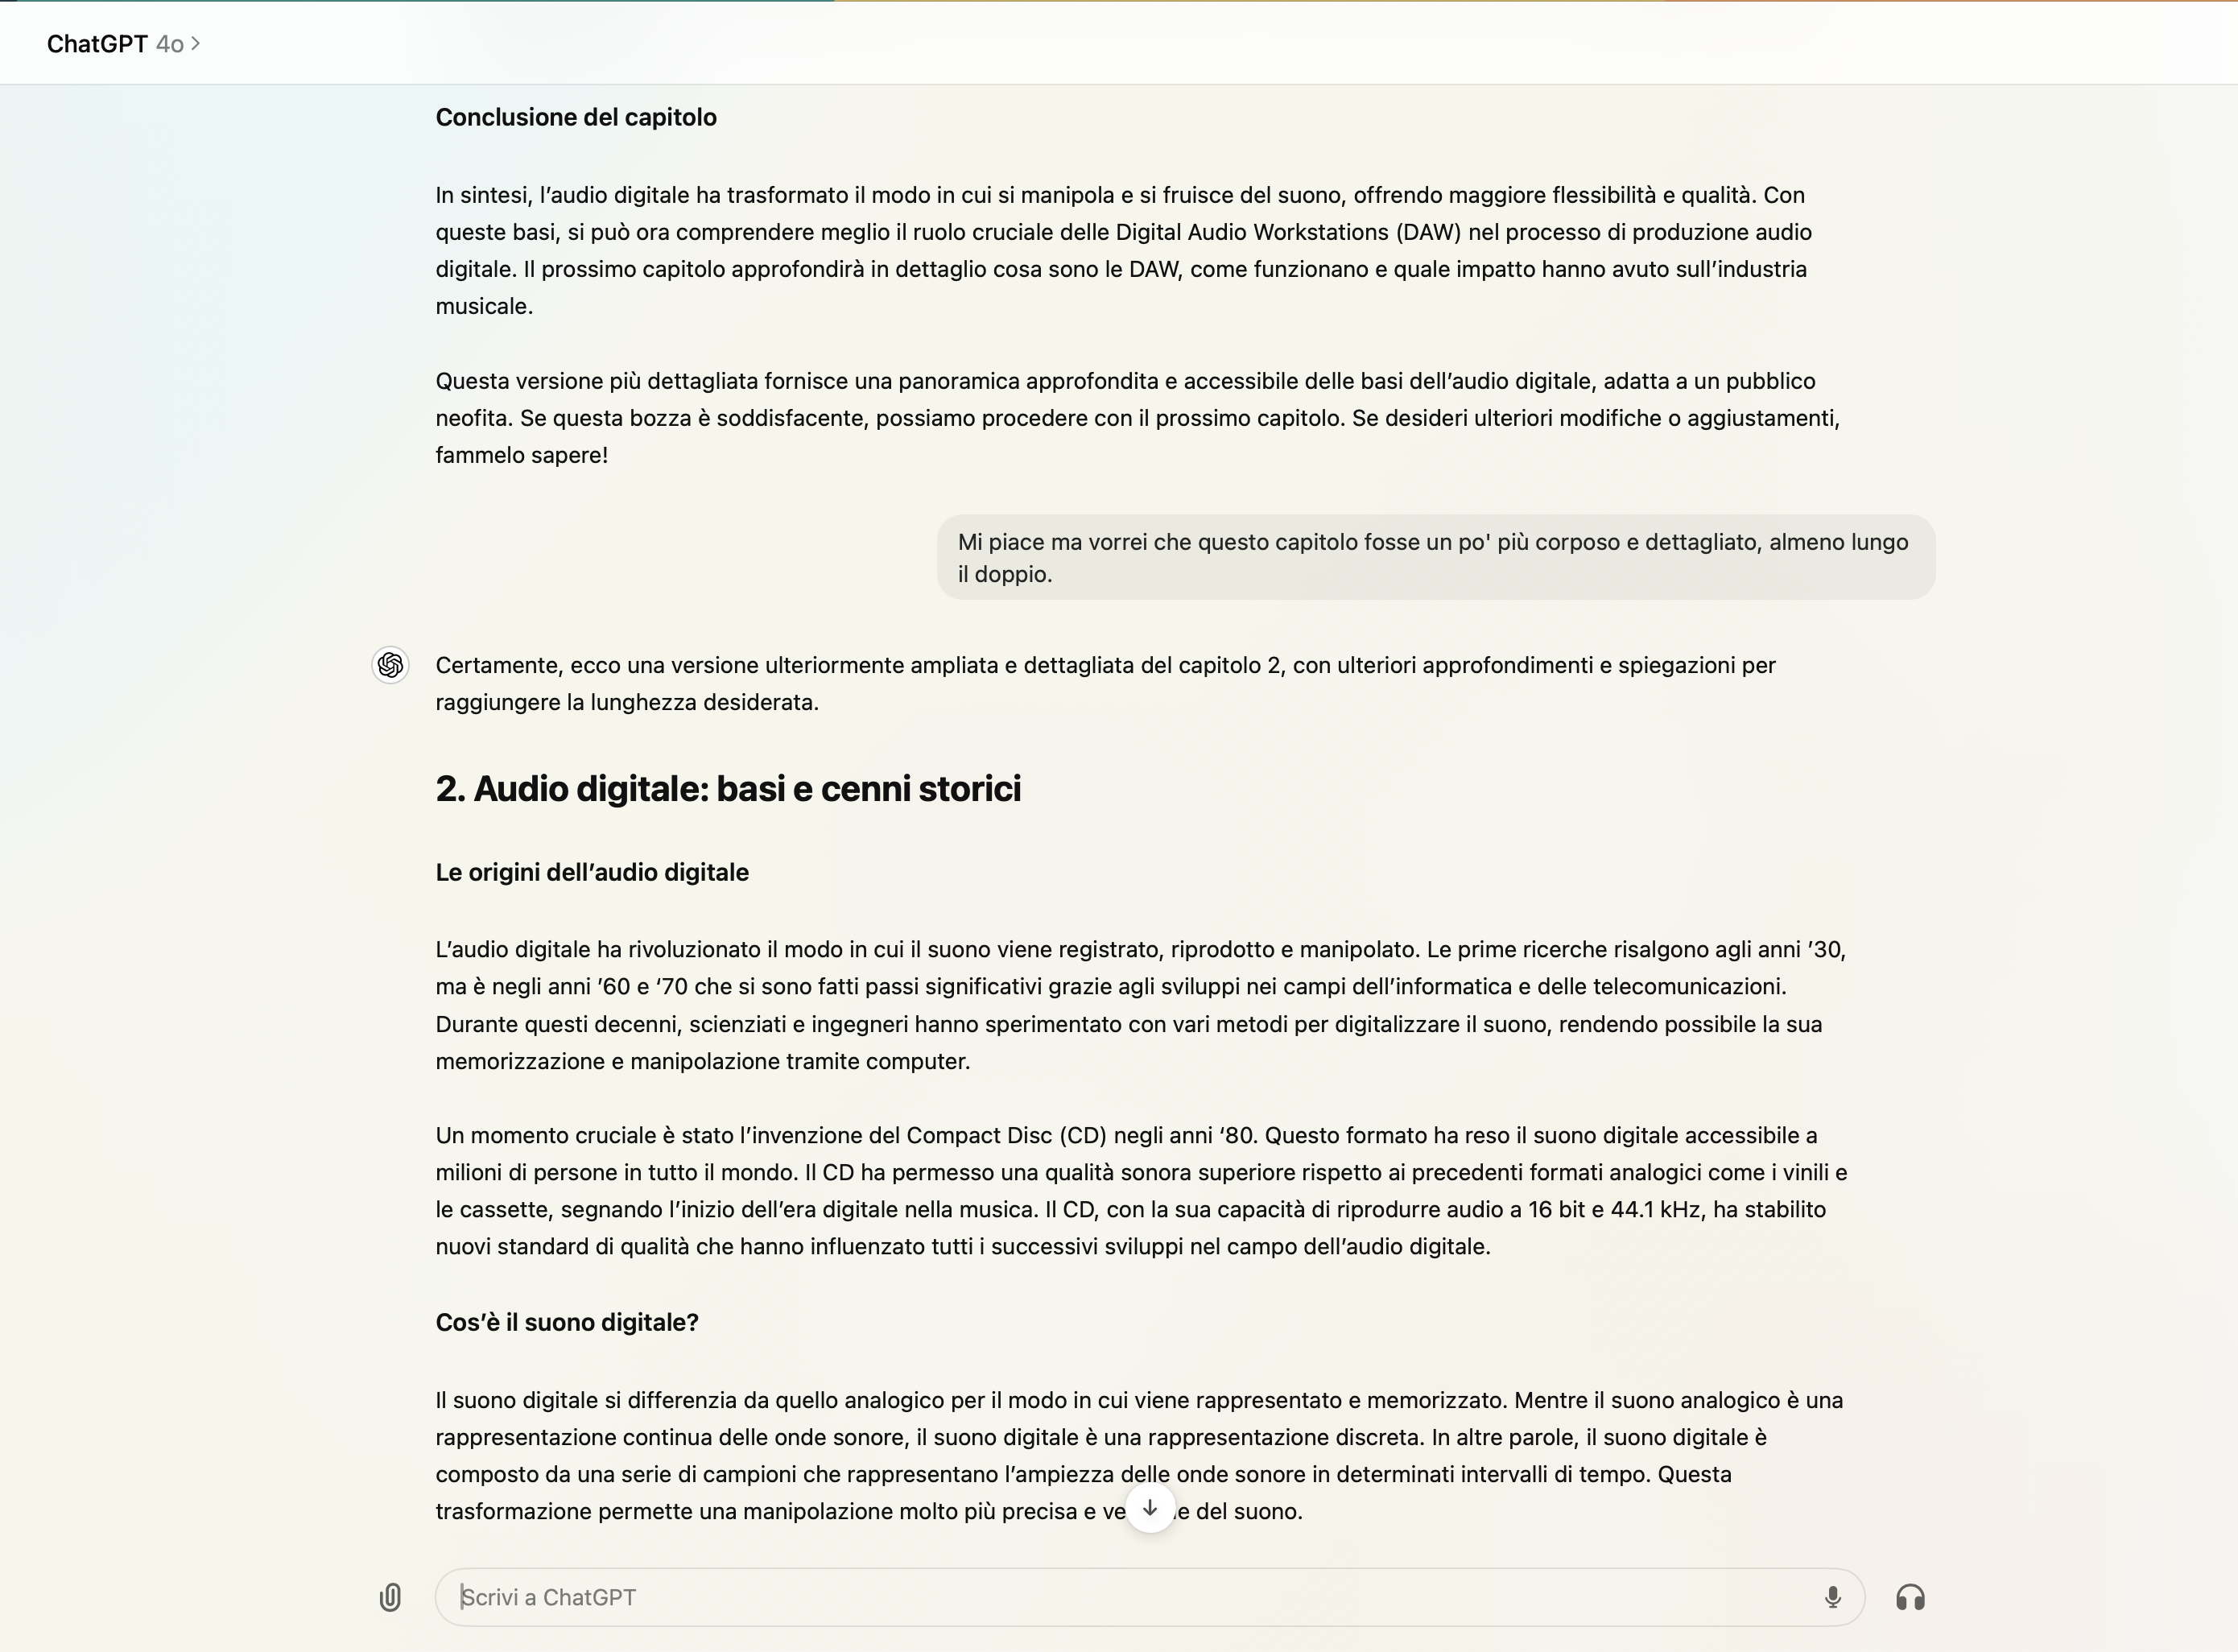 ChatGPT 4o
Conclusione del capitolo
In sintesi, l’audio digitale ha trasformato il modo in cui si manipola e si fruisce del suono, offrendo maggiore flessibilità e qualità. Con
queste basi, si può ora comprendere meglio il ruolo cruciale delle Digital Audio Workstations (DAW) nel processo di produzione audio
digitale. Il prossimo capitolo approfondirà in dettaglio cosa sono le DAW, come funzionano e quale impatto hanno avuto sull’industria
musicale.
Questa versione più dettagliata fornisce una panoramica approfondita e accessibile delle basi dell’audio digitale, adatta a un pubblico
neofita. Se questa bozza è soddisfacente, possiamo procedere con il prossimo capitolo. Se desideri ulteriori modifiche o aggiustamenti,
fammelo sapere!
Mi piace ma vorrei che questo capitolo fosse un po' più corposo e dettagliato, almeno lungo
il doppio.
Certamente, ecco una versione ulteriormente ampliata e dettagliata del capitolo 2, con ulteriori approfondimenti e spiegazioni per
raggiungere la lunghezza desiderata.
2. Audio digitale: basi e cenni storici
Le origini dell’audio digitale
L’audio digitale ha rivoluzionato il modo in cui il suono viene registrato, riprodotto e manipolato. Le prime ricerche risalgono agli anni ’30,
ma è negli anni ’60 e ‘70 che si sono fatti passi significativi grazie agli sviluppi nei campi dell’informatica e delle telecomunicazioni.
Durante questi decenni, scienziati e ingegneri hanno sperimentato con vari metodi per digitalizzare il suono, rendendo possibile la sua
memorizzazione e manipolazione tramite computer.
Un momento cruciale è stato l’invenzione del Compact Disc (CD) negli anni ‘80. Questo formato ha reso il suono digitale accessibile a
milioni di persone in tutto il mondo. Il CD ha permesso una qualità sonora superiore rispetto ai precedenti formati analogici come i vinili e
le cassette, segnando l’inizio dell’era digitale nella musica. Il CD, con la sua capacità di riprodurre audio a 16 bit e 44.1 kHz, ha stabilito
nuovi standard di qualità che hanno influenzato tutti i successivi sviluppi nel campo dell’audio digitale.
Cos’è il suono digitale?
Il suono digitale si differenzia da quello analogico per il modo in cui viene rappresentato e memorizzato. Mentre il suono analogico è una
rappresentazione continua delle onde sonore, il suono digitale è una rappresentazione discreta. In altre parole, il suono digitale è
composto da una serie di campioni che rappresentano l’ampiezza delle onde sonore in determinati intervalli di tempo. Questa
trasformazione permette una manipolazione molto più precisa e del suono.
Scrivi a ChatGPT